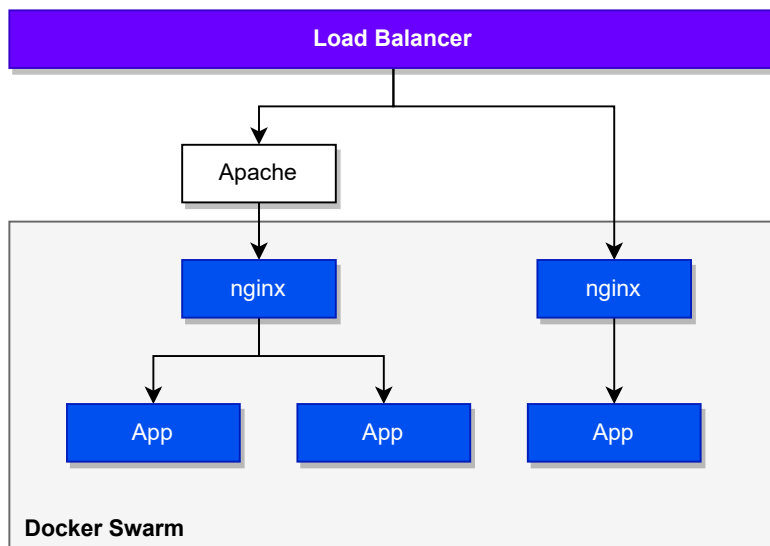 Load Balancer
Apache
nginx
nginx
App
App
App
Docker Swarm